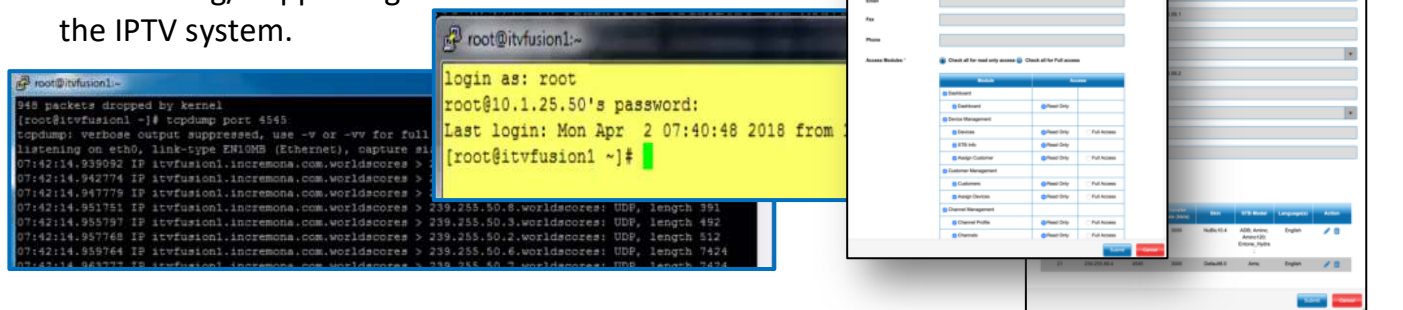 the IPTV system.
root@itvfusion1:~
948 packets dropped by kernel
[root@itvfusion1 ~]# tcpdump port 4545
tcpdump: verbose output suppressed, use -v or -vv for full
listening on eth0, link-type EN10MB (Ethernet), capture
07:42:14.939092 IP itvfusion1.incremona.com.worldscores >
07:42:14.942774 IP itvfusion1.incremona.com.worldscores >
07:42:14.947779 IP itvfusion1.incremona.com.worldscores >
07:42:14.951751 IP itvfusion1.incremona.com.worldscores > 239.255.50.8.worldscores: UDP, length 391
07:42:14.955797 IP itvfusion1.incremona.com.worldscores > 239.255.50.3.worldscores: UDP, length 492
07:42:14.957768 IP itvfusion1.incremona.com.worldscores > 239.255.50.2.worldscores: UDP, length 512
07:42:14.959764 IP itvfusion1.incremona.com.worldscores > 239.255.50.6.worldscores: UDP, length 7424
root@itvfusion1:~
login as: root
root@10.1.25.50's password:
Last login: Mon Apr 2 07:40:48 2018 from
[root@itvfusion1 ~]#
Email
Fax
Phone
Access Modules * Check all for read only access Check all for Full access
Module Access
Dashboard
Dashboard Read Only
Device Management
Devices Read Only Full Access
STB Info Read Only
Assign Customer Read Only Full Access
Customer Management
Customers Read Only Full Access
Assign Devices Read Only Full Access
Channel Management
Channel Profile Read Only Full Access
Channels Read Only Full Access
Submit Cancel
Skin STB Model Language(s) Action
English
English
Submit Cancel